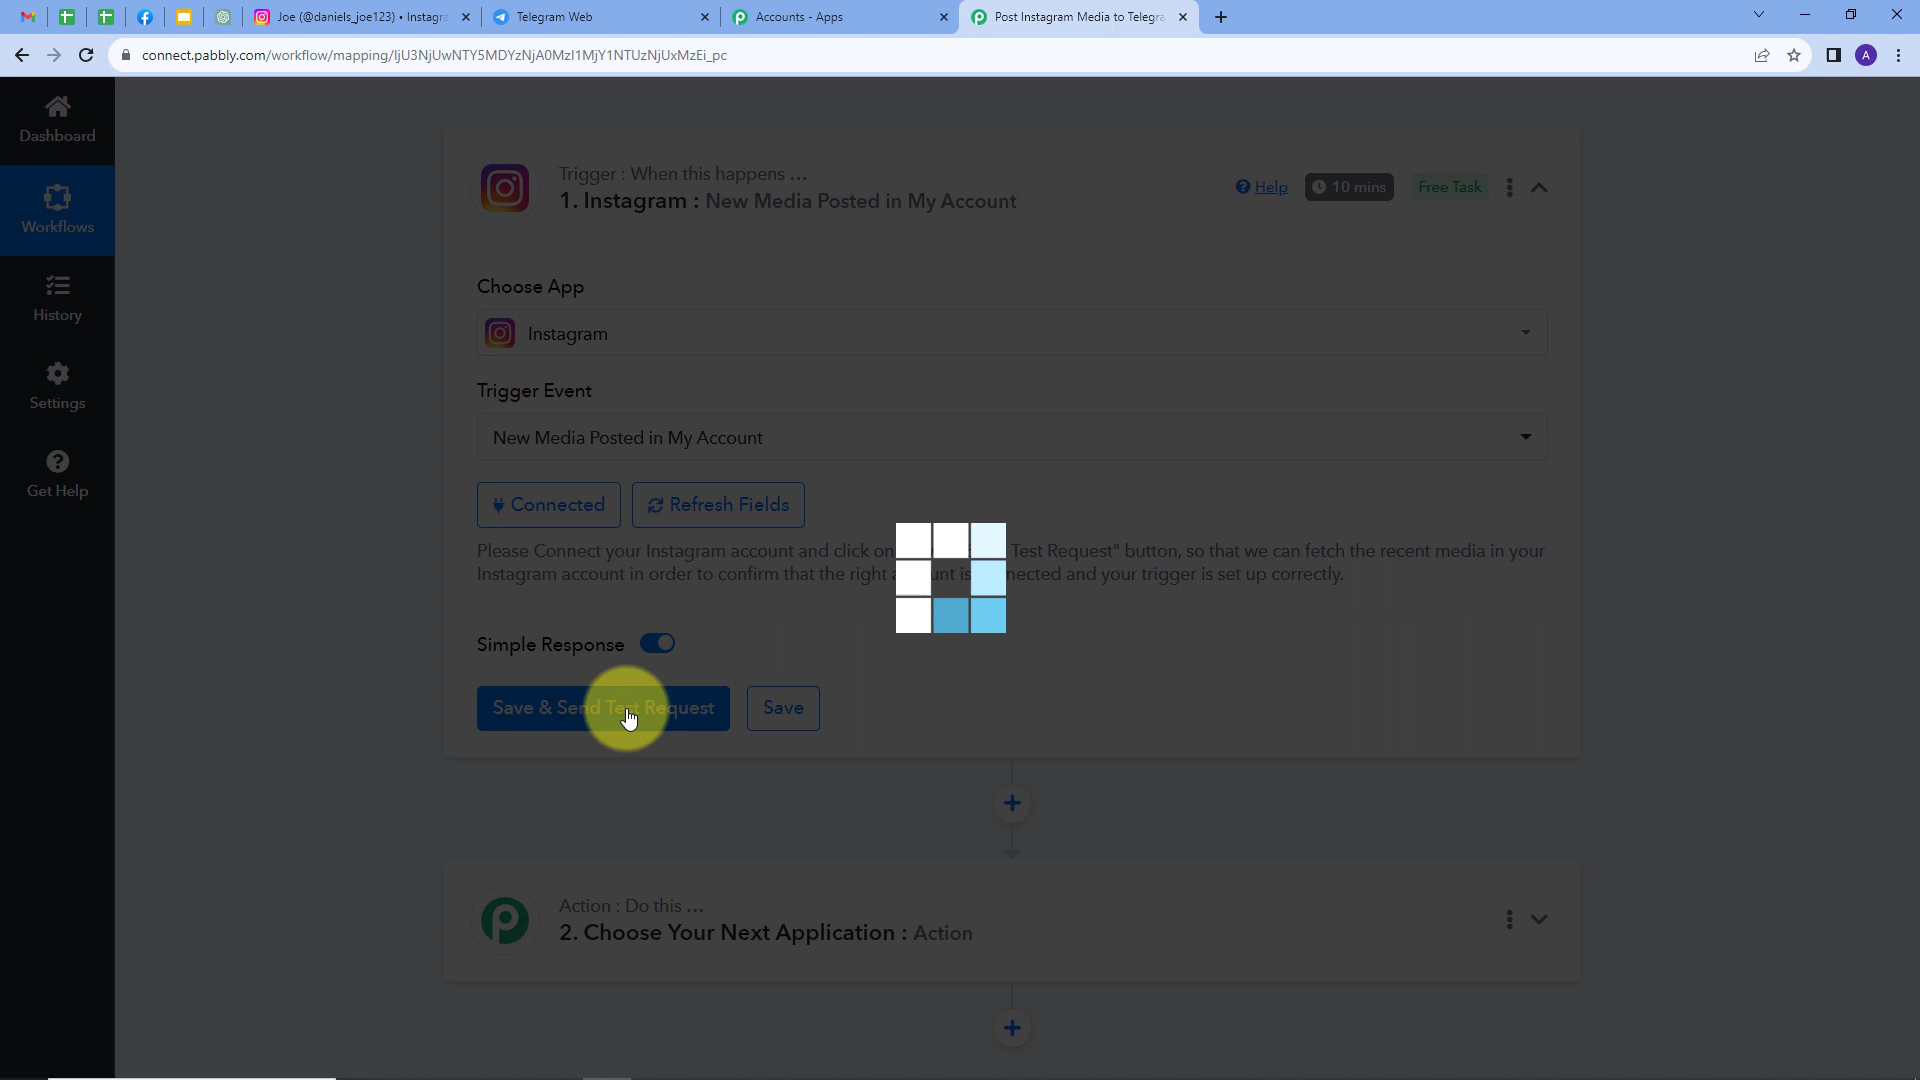 Joe (@daniels_joe123) • Instagra
Telegram Web
Accounts - Apps
Post Instagram Media to Telegra
connect.pabbly.com/workflow/mapping/IjU3NjUwNTY5MDYzNjA0MzI1MjY1NTUzNjUxMzEi_pc
A
Dashboard
Workflows
History
Settings
Get Help
Trigger : When this happens ...
1. Instagram : New Media Posted in My Account
Help
10 mins
Free Task
Choose App
Instagram
Trigger Event
New Media Posted in My Account
Connected
Refresh Fields
Please Connect your Instagram account and click on Test Request" button, so that we can fetch the recent media in your
Instagram account in order to confirm that the right and your trigger is set up correctly.
Simple Response
Save & Send Test Request
Save
Action : Do this ...
2. Choose Your Next Application : Action